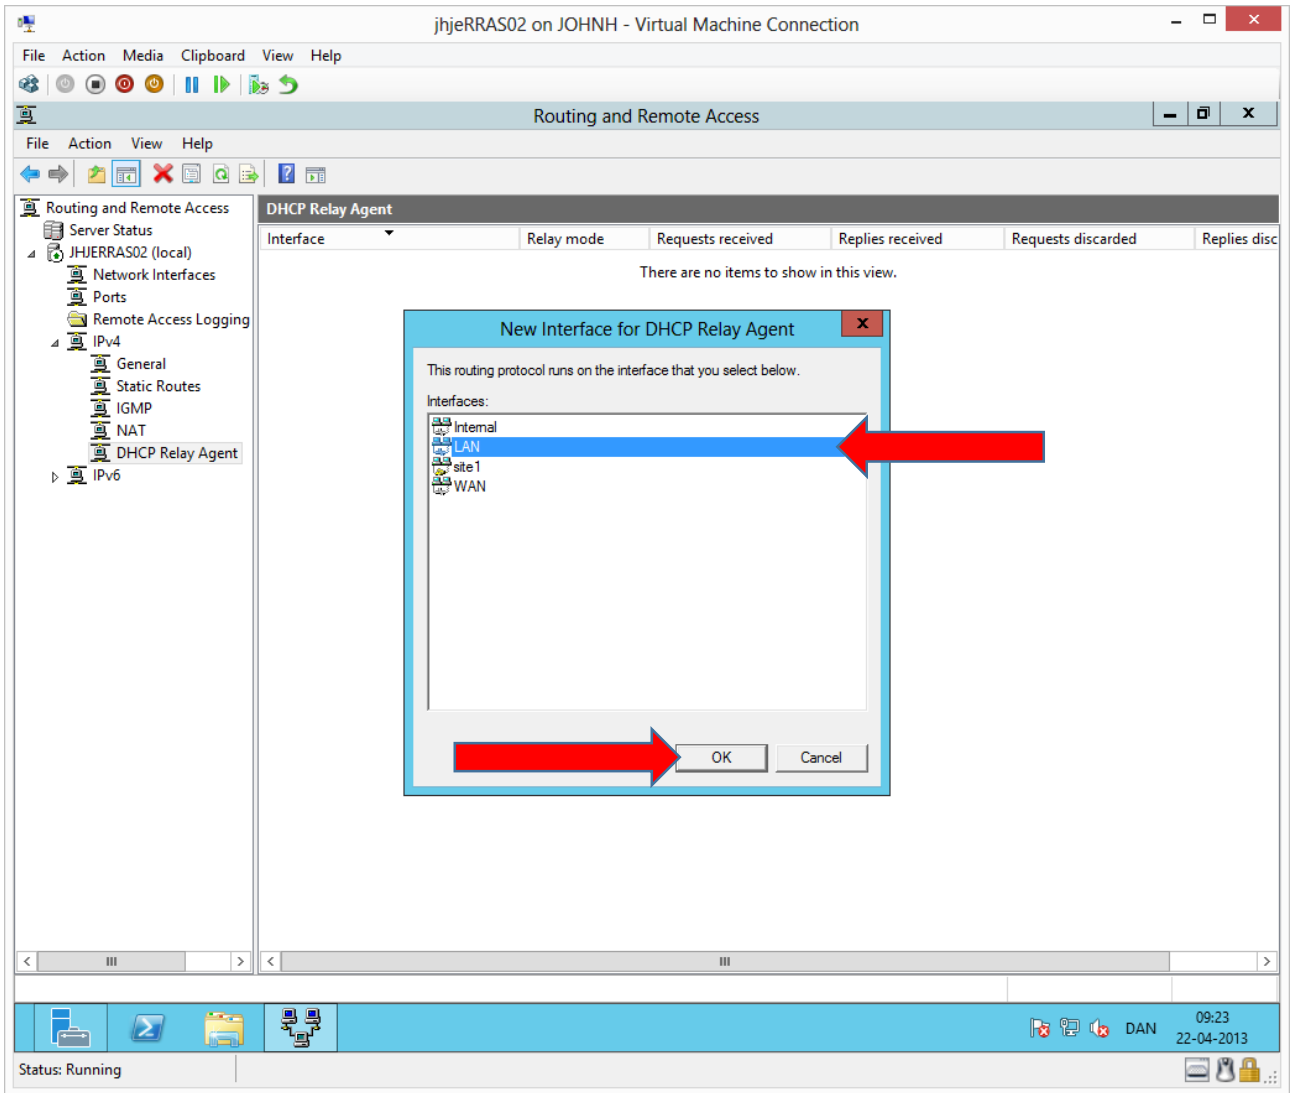 jhjeRRAS02 on JOHNH - Virtual Machine Connection
File Action Media Clipboard View Help
Routing and Remote Access
File Action View Help
Routing and Remote Access
Server Status
JHJERRAS02 (local)
Network Interfaces
Ports
Remote Access Logging
IPv4
General
Static Routes
IGMP
NAT
DHCP Relay Agent
IPv6
DHCP Relay Agent
Interface Relay mode Requests received Replies received Requests discarded Replies disc
There are no items to show in this view.
New Interface for DHCP Relay Agent
This routing protocol runs on the interface that you select below.
Interfaces:
Internal
LAN
site1
WAN
OK Cancel
DAN
09:23
22-04-2013
Status: Running